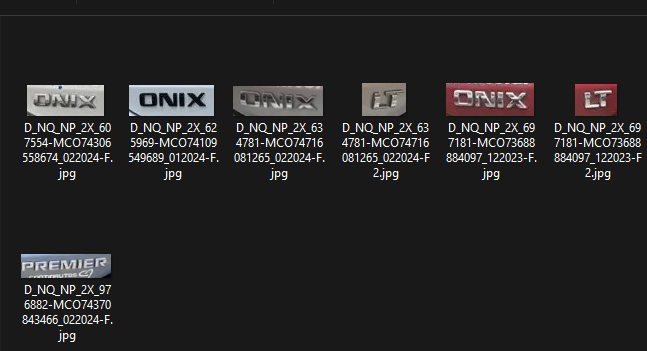 ONIX
ONIX
ONIX
LT
ONIX
LT
D_NQ_NP_2X_60
7554-MCO74306
558674_022024-F.
jpg
D_NQ_NP_2X_62
5969-MCO74109
549689_012024-F.
jpg
D_NQ_NP_2X_63
4781-MCO74716
081265_022024-F.
jpg
D_NQ_NP_2X_63
4781-MCO74716
081265_022024-F
2.jpg
D_NQ_NP_2X_69
7181-MCO73688
884097_122023-F.
jpg
D_NQ_NP_2X_69
7181-MCO73688
884097_122023-F
2.jpg
PREMIER
D_NQ_NP_2X_97
6882-MCO74370
843466_022024-F.
jpg